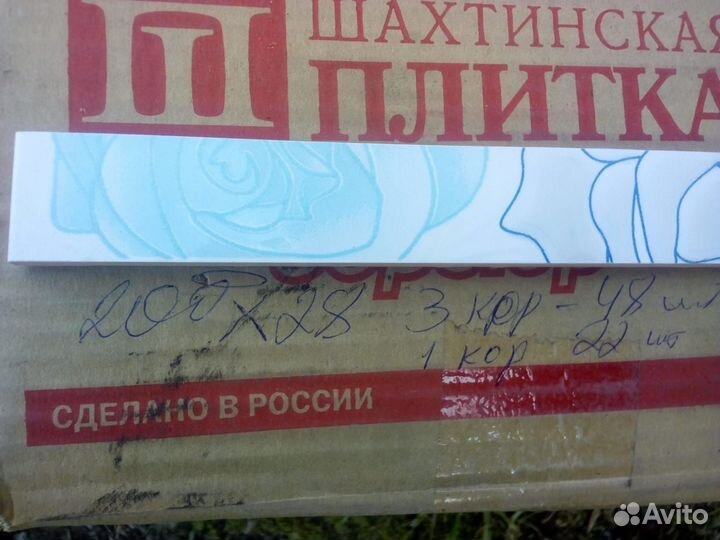 ШАХТИНСКАЯ
ПЛИТКА
200 X 28 3 кор - 48 шт
1 кор 22 шт
СДЕЛАНО В РОССИИ
Avito